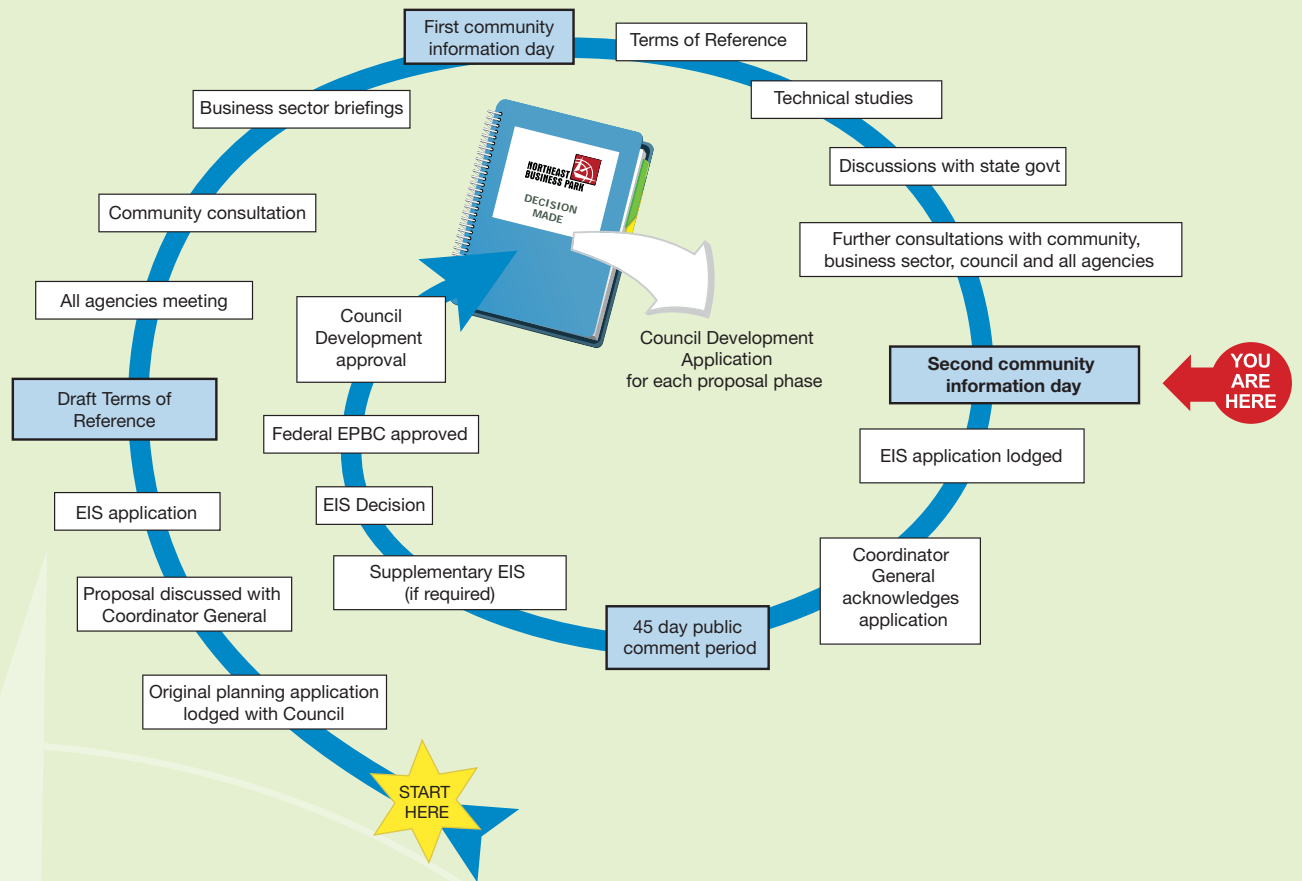 START
HERE
Original planning application
lodged with Council
Proposal discussed with
Coordinator General
EIS application
Draft Terms of
Reference
All agencies meeting
Community consultation
Business sector briefings
First community
information day
Terms of Reference
Technical studies
Discussions with state govt
Further consultations with community,
business sector, council and all agencies
Second community
information day
YOU
ARE
HERE
EIS application lodged
Coordinator
General
acknowledges
application
45 day public
comment period
Supplementary EIS
(if required)
EIS Decision
Federal EPBC approved
Council
Development
approval
NORTHEAST
BUSINESS PARK
DECISION
MADE
Council Development
Application
for each proposal phase